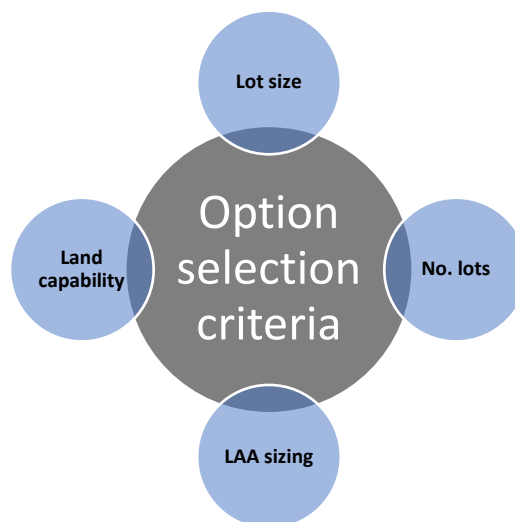 Lot size
Option
selection
criteria
Land
capability
No. lots
LAA sizing